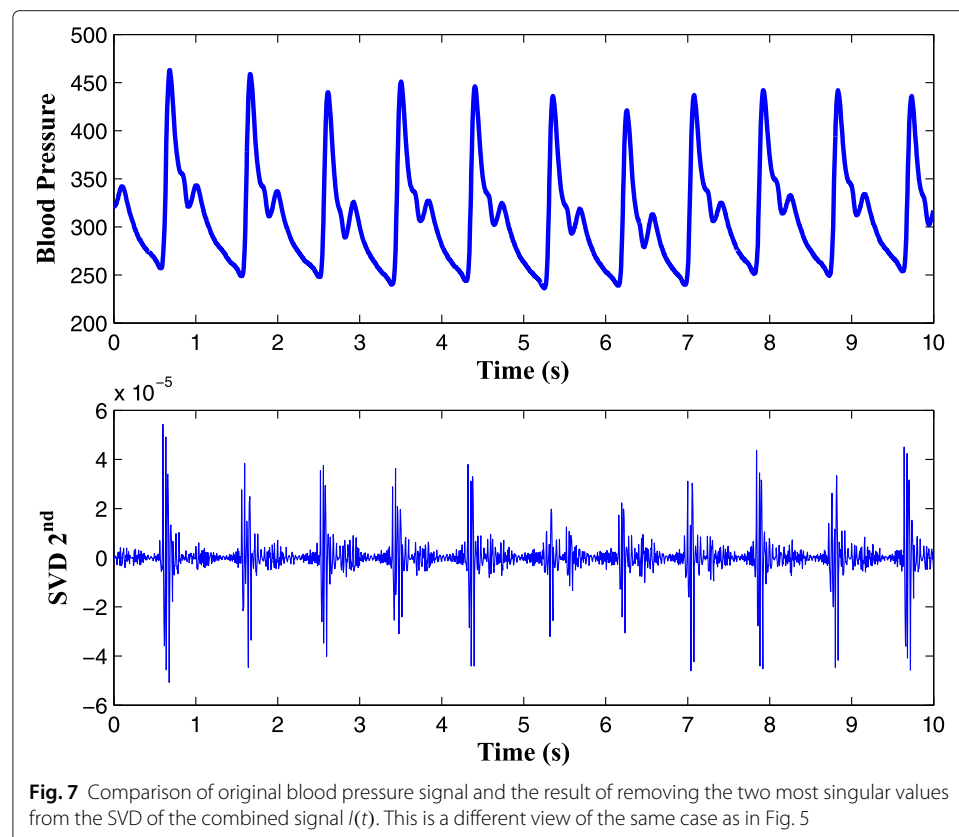 500
450
400
350
300
250
200
Blood Pressure
0 1 2 3 4 5 6 7 8 9 10
Time (s)
x 10⁻⁵
6
4
2
0
−2
−4
−6
SVD 2ⁿᵈ
0 1 2 3 4 5 6 7 8 9 10
Time (s)
Fig. 7 Comparison of original blood pressure signal and the result of removing the two most singular values
from the SVD of the combined signal I(t). This is a different view of the same case as in Fig. 5